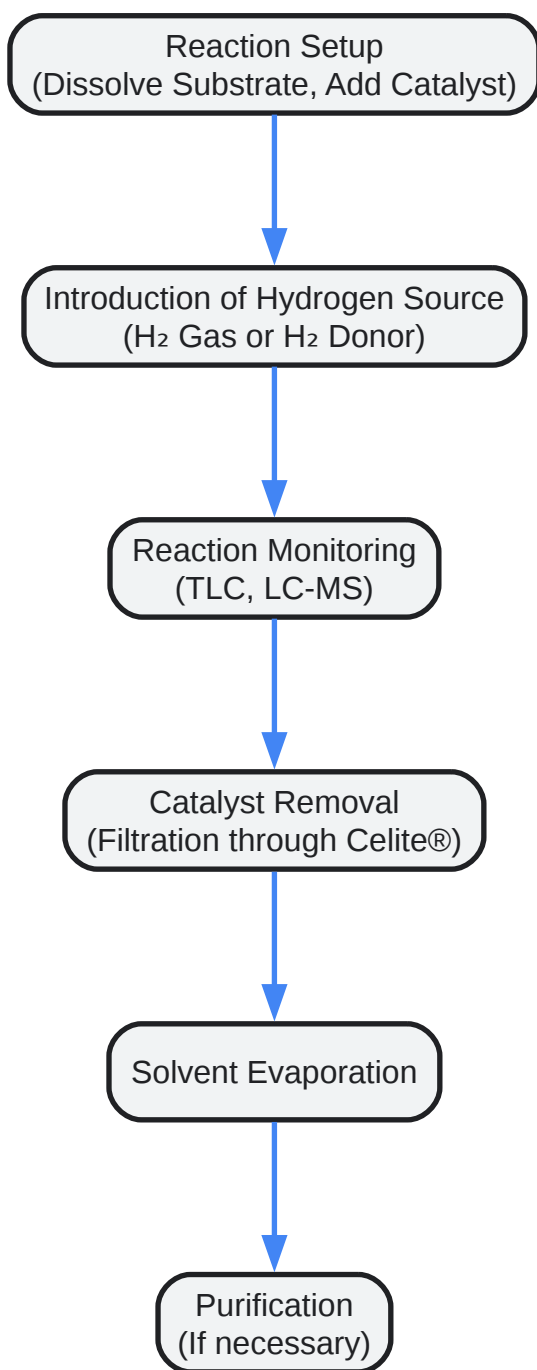 Reaction Setup
(Dissolve Substrate, Add Catalyst)
Introduction of Hydrogen Source
(H₂ Gas or H₂ Donor)
Reaction Monitoring
(TLC, LC-MS)
Catalyst Removal
(Filtration through Celite®)
Solvent Evaporation
Purification
(If necessary)